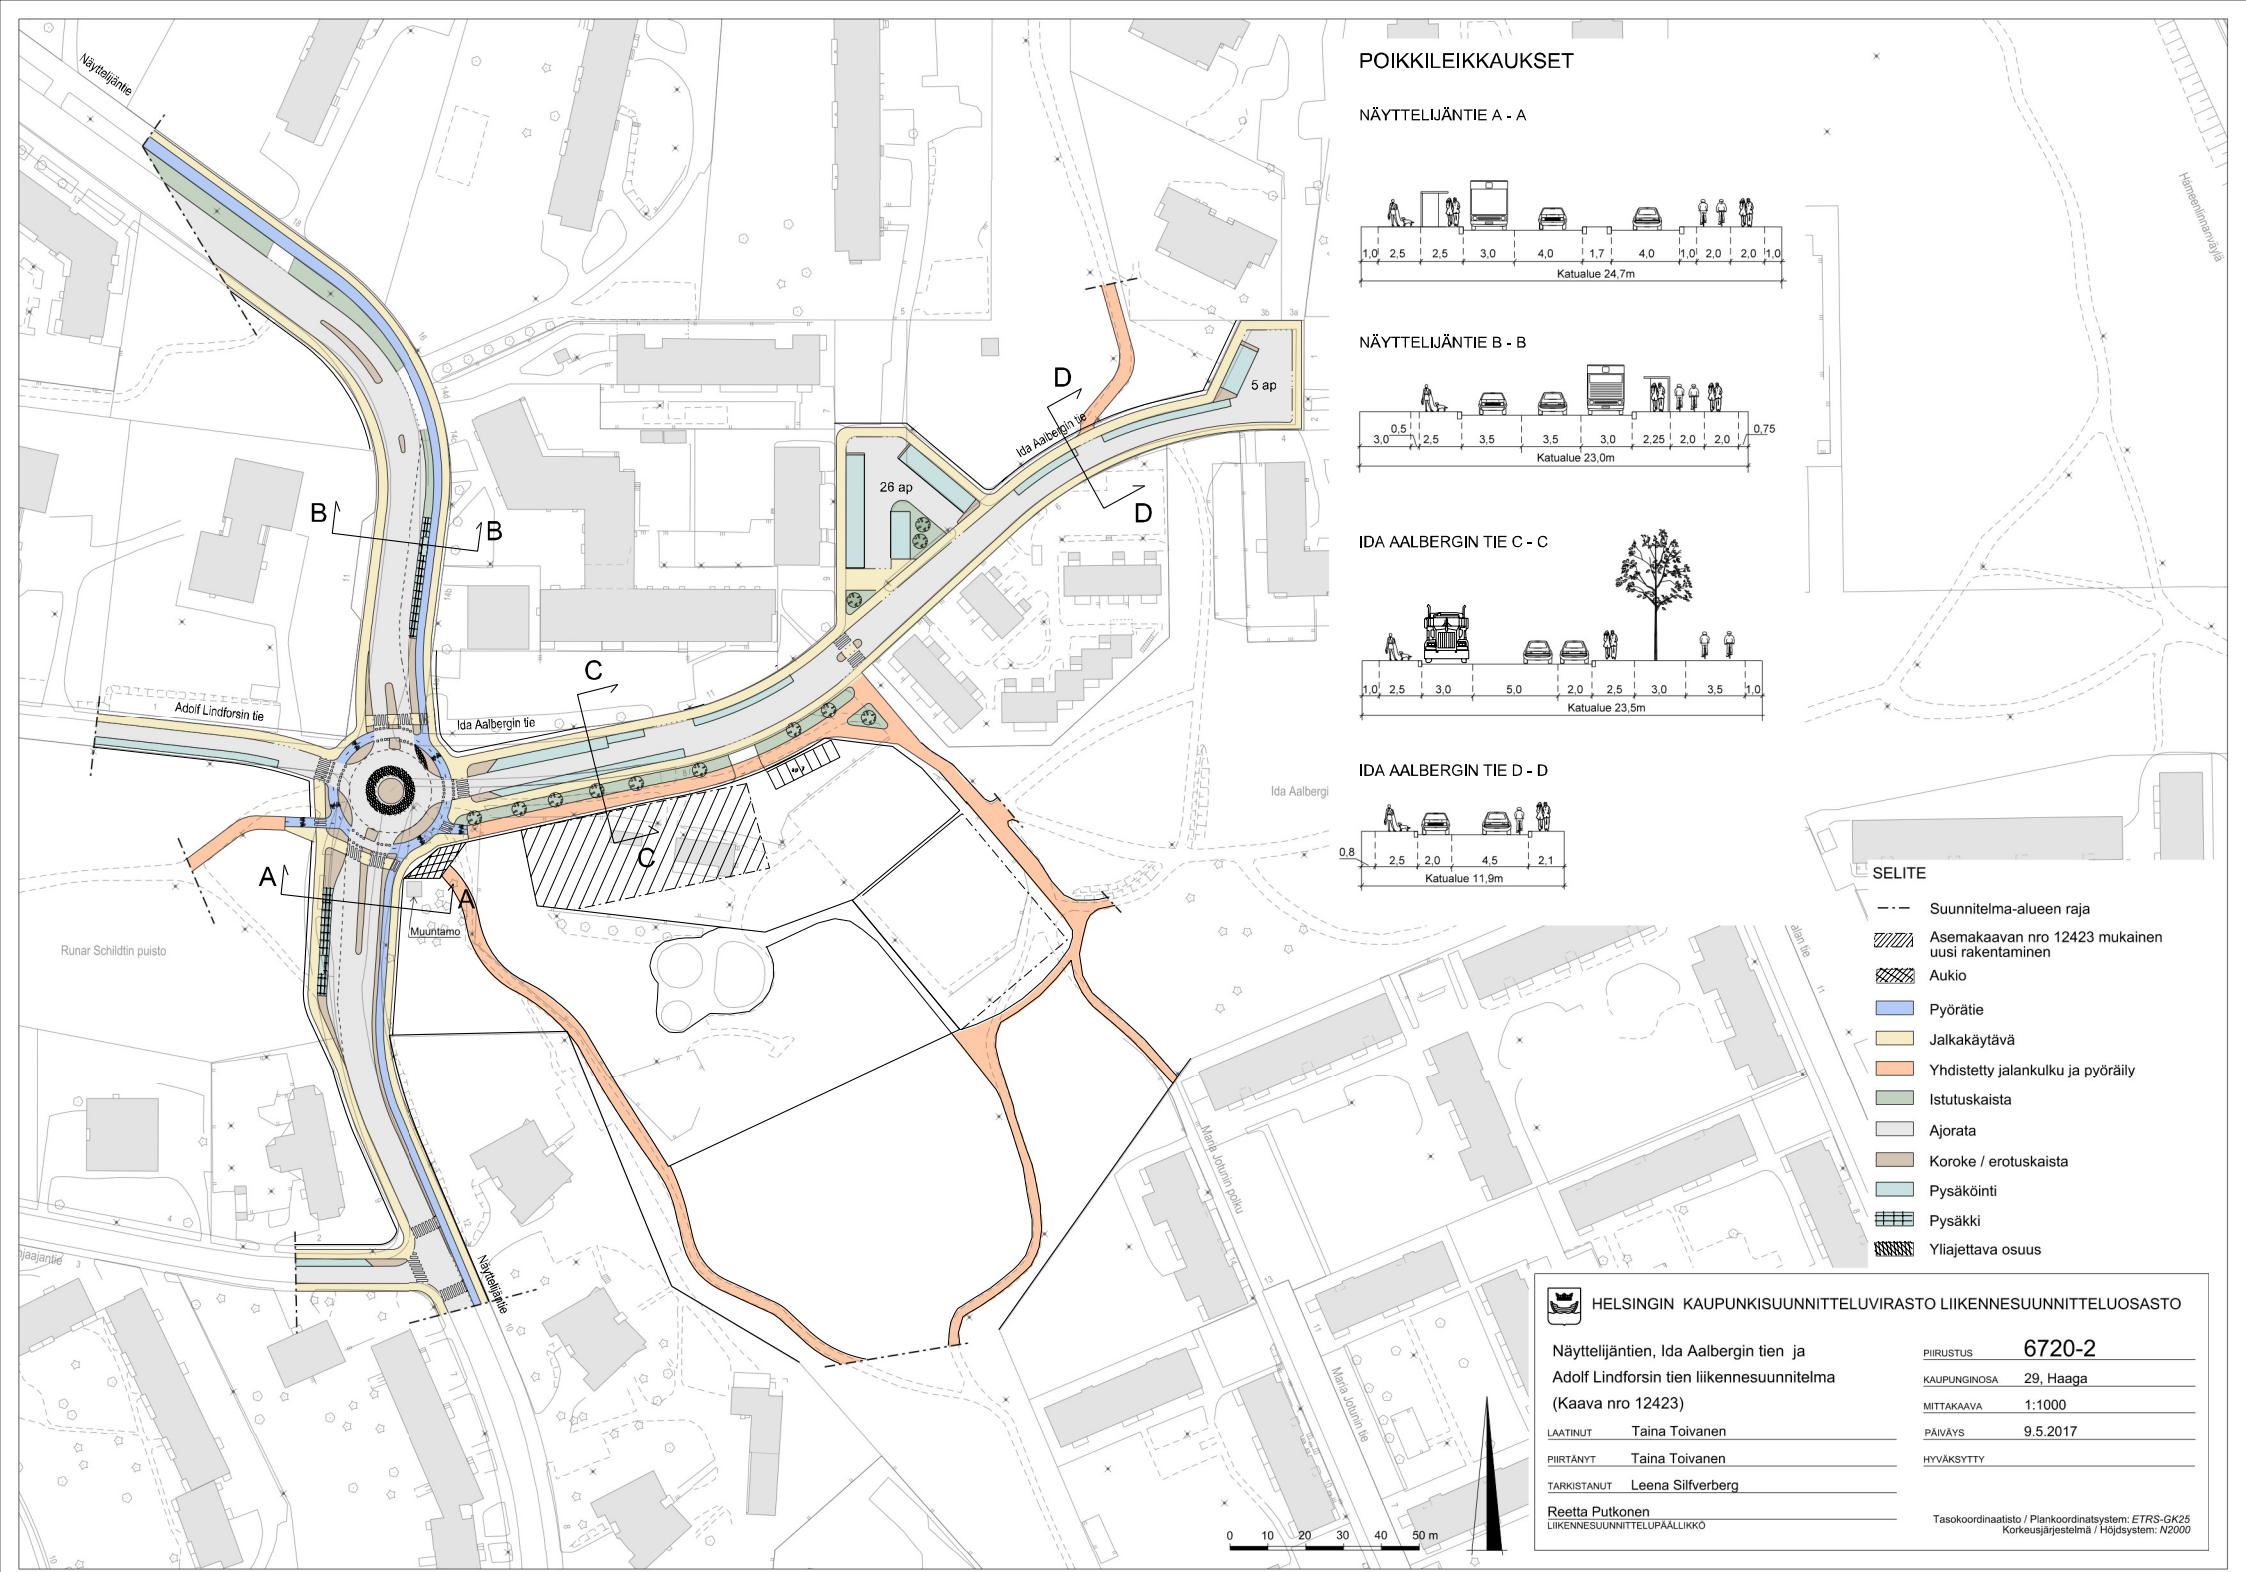 Näyttelijäntie
POIKKILEIKKAUKSET
NÄYTTELIJÄNTIE A - A
1,0 2,5 2,5 3,0 4,0 1,7 4,0 1,0 2,0 2,0 1,0
Katualue 24,7m
Hämeenlinnanväylä
NÄYTTELIJÄNTIE B - B
3,0 0,5 2,5 3,5 3,5 3,0 2,25 2,0 2,0 0,75
Katualue 23,0m
IDA AALBERGIN TIE C - C
1,0 2,5 3,0 5,0 2,0 2,5 3,0 3,5 1,0
Katualue 23,5m
IDA AALBERGIN TIE D - D
0,8 2,5 2,0 4,5 2,1
Katualue 11,9m
D
D
Ida Aalbergin tie
5 ap
26 ap
3b 3a
B
B
C
C
A
A
Adolf Lindforsin tie
Ida Aalbergin tie
Ida Aalbergi
Muuntamo
Runar Schildtin puisto
Näyttelijäntie
Maria Jotunin polku
Maria Jotunin tie
SELITE
Suunnitelma-alueen raja
Asemakaavan nro 12423 mukainen
uusi rakentaminen
Aukio
Pyörätie
Jalkakäytävä
Yhdistetty jalankulku ja pyöräily
Istutuskaista
Ajorata
Koroke / erotuskaista
Pysäköinti
Pysäkki
Yliajettava osuus
HELSINGIN KAUPUNKISUUNNITTELUVIRASTO LIIKENNESUUNNITTELUOSASTO
Näyttelijäntien, Ida Aalbergin tien ja
Adolf Lindforsin tien liikennesuunnitelma
(Kaava nro 12423)
LAATINUT Taina Toivanen
PIIRTÄNYT Taina Toivanen
TARKISTANUT Leena Silfverberg
Reetta Putkonen
LIIKENNESUUNNITTELUPÄÄLLIKKÖ
PIIRUSTUS 6720-2
KAUPUNGINOSA 29, Haaga
MITTAKAAVA 1:1000
PÄIVÄYS 9.5.2017
HYVÄKSYTTY
Tasokoordinaatisto / Plankoordinatsystem: ETRS-GK25
Korkeusjärjestelmä / Höjdsystem: N2000
0 10 20 30 40 50 m